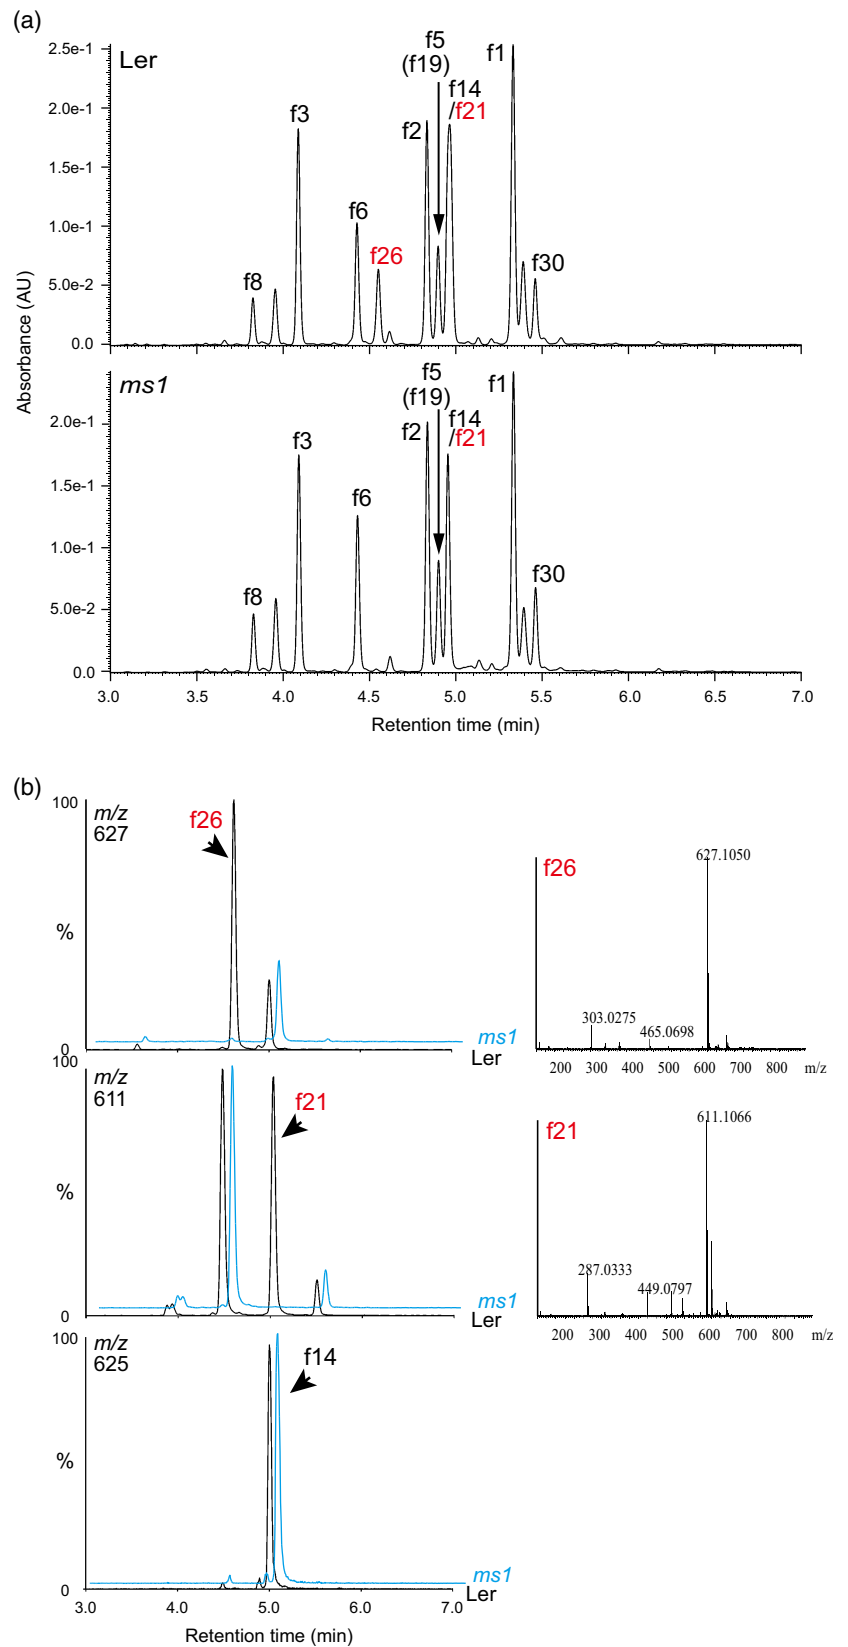 (a)
Ler
f5
(f19)
f1
f14
/f21
f2
f3
f6
f26
f8
f30
2.5e-1
2.0e-1
1.5e-1
1.0e-1
5.0e-2
0.0
Absorbance (AU)
ms1
f5
(f19)
f1
f14
/f21
f2
f3
f6
f8
f30
2.0e-1
1.5e-1
1.0e-1
5.0e-2
0.0
3.0 3.5 4.0 4.5 5.0 5.5 6.0 6.5 7.0
Retention time (min)
(b)
100
m/z
627
f26
%
0
ms1
Ler
f26
627.1050
303.0275
465.0698
200 300 400 500 600 700 800 m/z
100
m/z
611
f21
%
0
ms1
Ler
f21
611.1066
287.0333
449.0797
200 300 400 500 600 700 800 m/z
100
m/z
625
f14
%
0
ms1
Ler
3.0 4.0 5.0 6.0 7.0
Retention time (min)